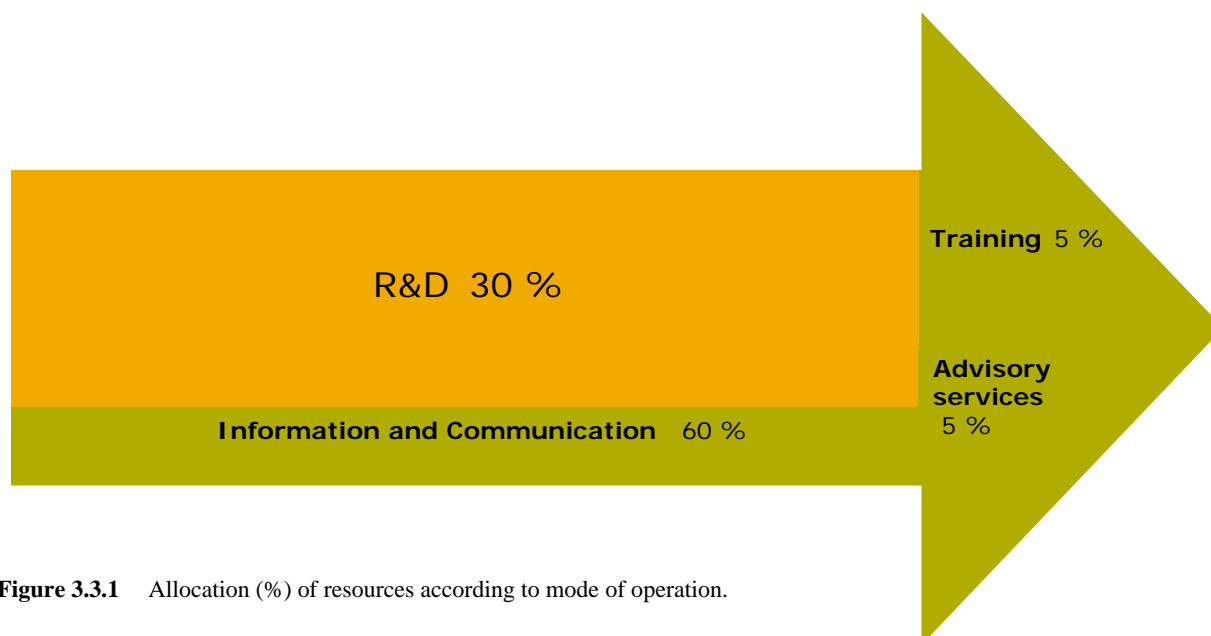 Training 5 %
R&D 30 %
Advisory
services
5 %
Information and Communication 60 %
Figure 3.3.1 Allocation (%) of resources according to mode of operation.